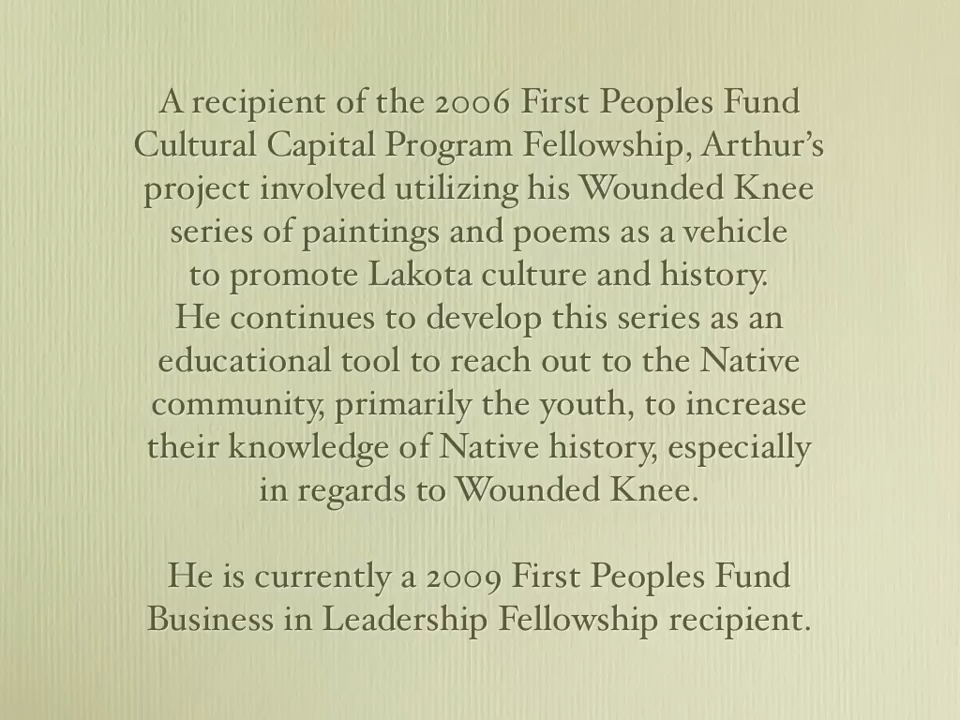 A recipient of the 2006 First Peoples Fund
Cultural Capital Program Fellowship, Arthur’s
project involved utilizing his Wounded Knee
series of paintings and poems as a vehicle
to promote Lakota culture and history.
He continues to develop this series as an
educational tool to reach out to the Native
community, primarily the youth, to increase
their knowledge of Native history, especially
in regards to Wounded Knee.
He is currently a 2009 First Peoples Fund
Business in Leadership Fellowship recipient.